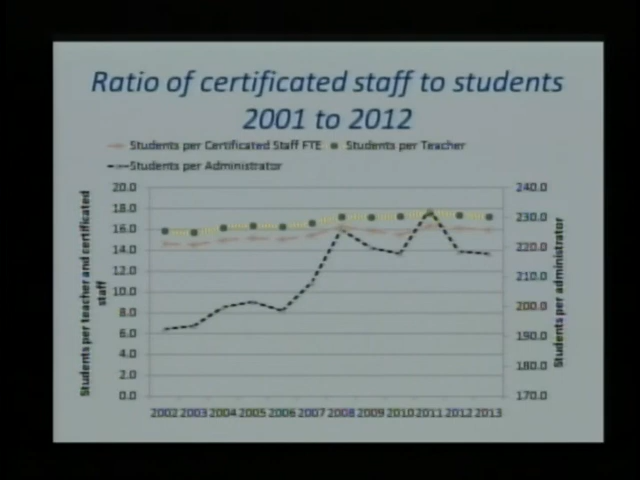 Ratio of certificated staff to students
2001 to 2012
Students per Certificated Staff FTE Students per Teacher
Students per Administrator
Students per teacher and certificated
staff
20.0
18.0
16.0
14.0
12.0
10.0
8.0
6.0
4.0
2.0
0.0
240.0
230.0
220.0
210.0
200.0
190.0
180.0
170.0
Students per administrator
2002 2003 2004 2005 2006 2007 2008 2009 2010 2011 2012 2013